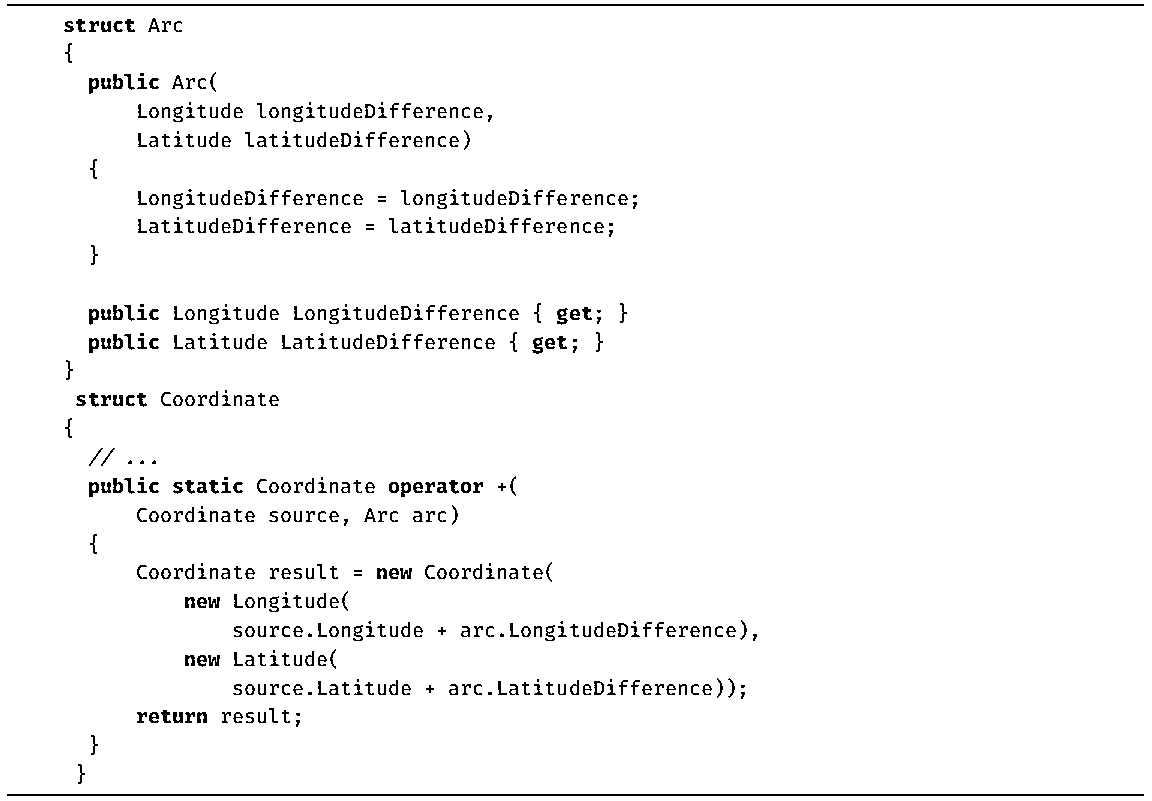 struct Arc
{
  public Arc(
      Longitude longitudeDifference,
      Latitude latitudeDifference)
  {
      LongitudeDifference = longitudeDifference;
      LatitudeDifference = latitudeDifference;
  }

  public Longitude LongitudeDifference { get; }
  public Latitude LatitudeDifference { get; }
}
 struct Coordinate
{
  // ...
  public static Coordinate operator +(
      Coordinate source, Arc arc)
  {
      Coordinate result = new Coordinate(
          new Longitude(
              source.Longitude + arc.LongitudeDifference),
          new Latitude(
              source.Latitude + arc.LatitudeDifference));
      return result;
  }
 }